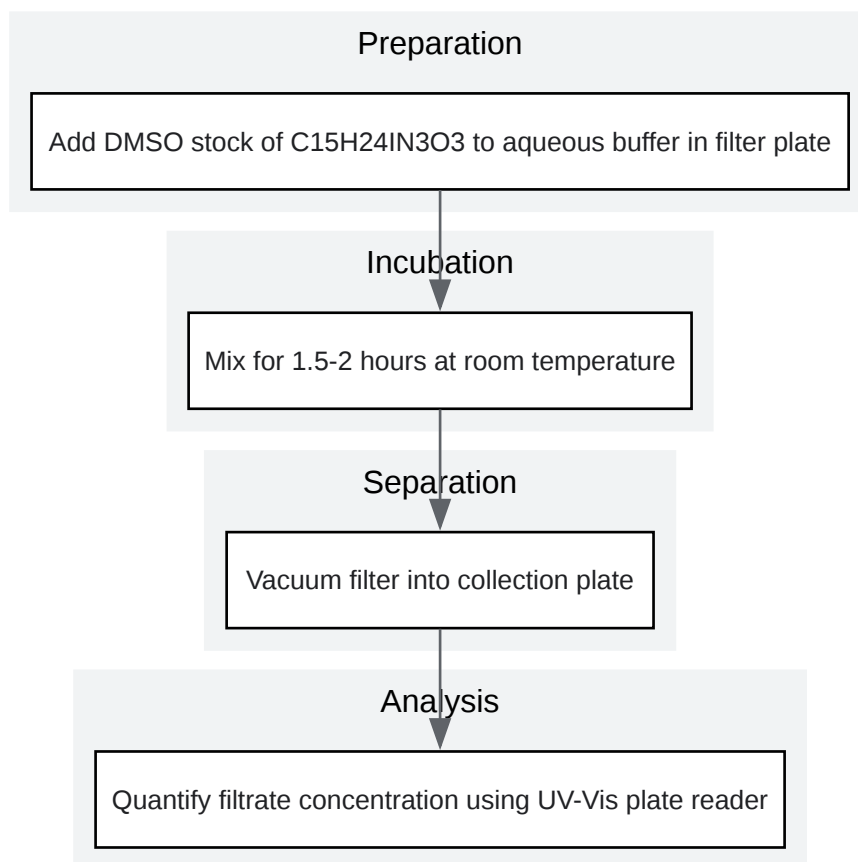 Preparation
Add DMSO stock of C15H24IN3O3 to aqueous buffer in filter plate
Incubation
Mix for 1.5-2 hours at room temperature
Separation
Vacuum filter into collection plate
Analysis
Quantify filtrate concentration using UV-Vis plate reader